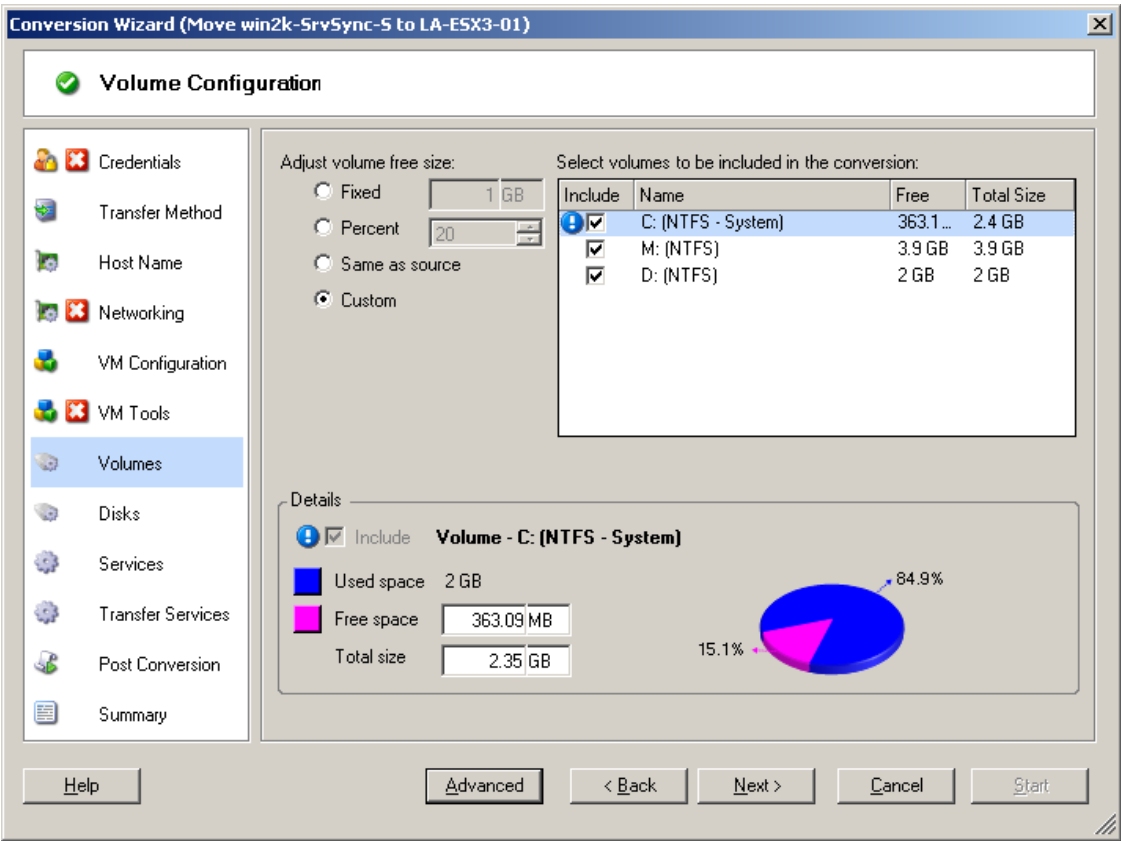 Conversion Wizard (Move win2k-SrvSync-S to LA-ESX3-01)
Volume Configuration
Credentials
Transfer Method
Host Name
Networking
VM Configuration
VM Tools
Volumes
Disks
Services
Transfer Services
Post Conversion
Summary
Adjust volume free size:
Fixed 1 GB
Percent 20
Same as source
Custom
Select volumes to be included in the conversion:
Include Name Free Total Size
C: (NTFS - System) 363.1... 2.4 GB
M: (NTFS) 3.9 GB 3.9 GB
D: (NTFS) 2 GB 2 GB
Details
Include Volume - C: (NTFS - System)
Used space 2 GB
Free space 363.09 MB
Total size 2.35 GB
84.9%
15.1%
Help Advanced < Back Next > Cancel Start